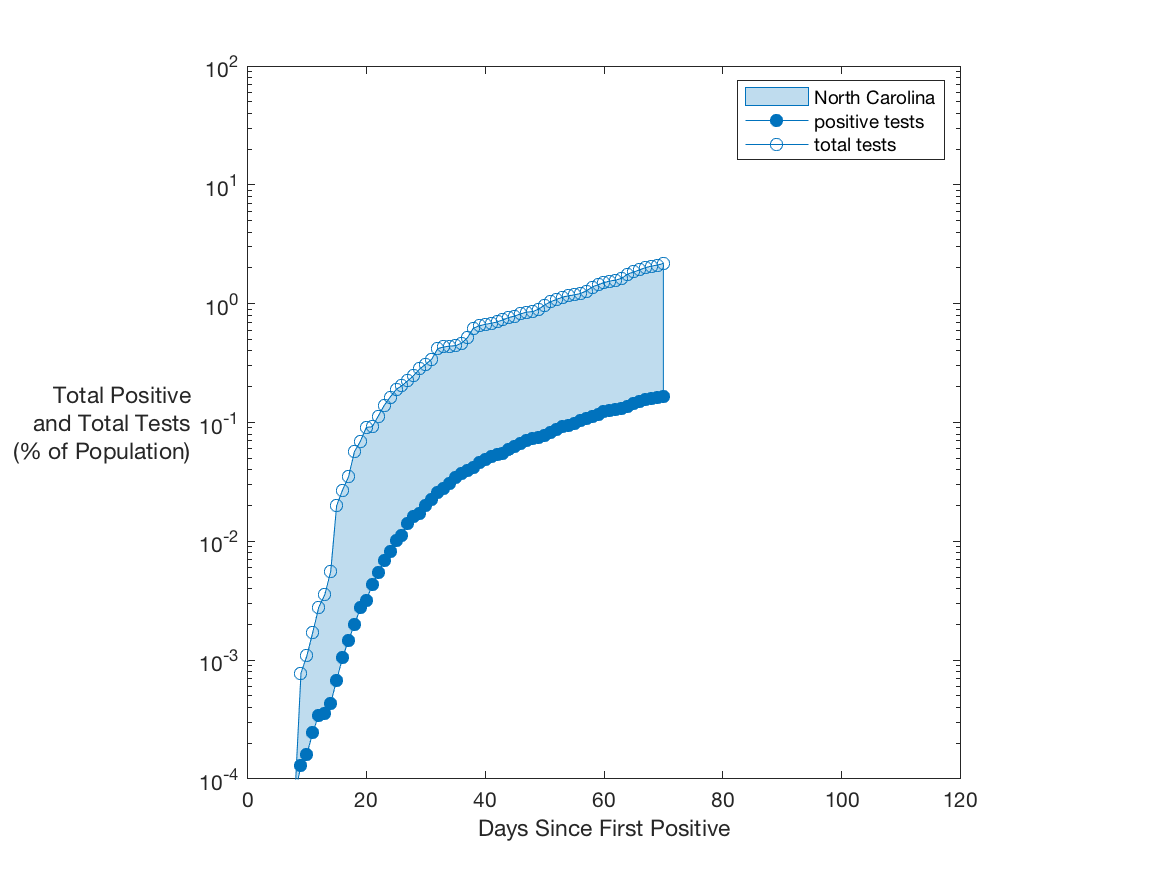 10^2
10^1
10^0
10^-1
10^-2
10^-3
10^-4
Total Positive
and Total Tests
(% of Population)
North Carolina
positive tests
total tests
0 20 40 60 80 100 120
Days Since First Positive